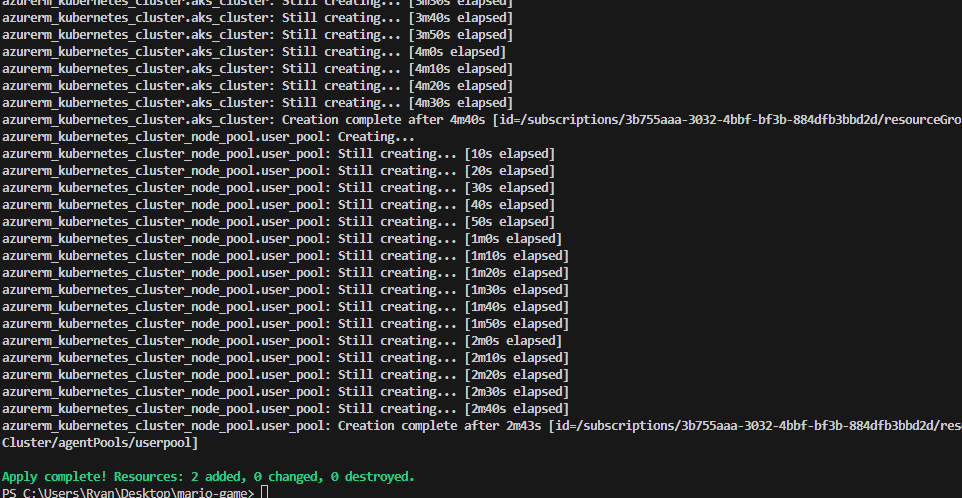 azurerm_kubernetes_cluster.aks_cluster: Still creating... [3m30s elapsed]
azurerm_kubernetes_cluster.aks_cluster: Still creating... [3m40s elapsed]
azurerm_kubernetes_cluster.aks_cluster: Still creating... [3m50s elapsed]
azurerm_kubernetes_cluster.aks_cluster: Still creating... [4m0s elapsed]
azurerm_kubernetes_cluster.aks_cluster: Still creating... [4m10s elapsed]
azurerm_kubernetes_cluster.aks_cluster: Still creating... [4m20s elapsed]
azurerm_kubernetes_cluster.aks_cluster: Still creating... [4m30s elapsed]
azurerm_kubernetes_cluster.aks_cluster: Creation complete after 4m40s [id=/subscriptions/3b755aaa-3032-4bbf-bf3b-884dfb3bbd2d/resourceGro
azurerm_kubernetes_cluster_node_pool.user_pool: Creating...
azurerm_kubernetes_cluster_node_pool.user_pool: Still creating... [10s elapsed]
azurerm_kubernetes_cluster_node_pool.user_pool: Still creating... [20s elapsed]
azurerm_kubernetes_cluster_node_pool.user_pool: Still creating... [30s elapsed]
azurerm_kubernetes_cluster_node_pool.user_pool: Still creating... [40s elapsed]
azurerm_kubernetes_cluster_node_pool.user_pool: Still creating... [50s elapsed]
azurerm_kubernetes_cluster_node_pool.user_pool: Still creating... [1m0s elapsed]
azurerm_kubernetes_cluster_node_pool.user_pool: Still creating... [1m10s elapsed]
azurerm_kubernetes_cluster_node_pool.user_pool: Still creating... [1m20s elapsed]
azurerm_kubernetes_cluster_node_pool.user_pool: Still creating... [1m30s elapsed]
azurerm_kubernetes_cluster_node_pool.user_pool: Still creating... [1m40s elapsed]
azurerm_kubernetes_cluster_node_pool.user_pool: Still creating... [1m50s elapsed]
azurerm_kubernetes_cluster_node_pool.user_pool: Still creating... [2m0s elapsed]
azurerm_kubernetes_cluster_node_pool.user_pool: Still creating... [2m10s elapsed]
azurerm_kubernetes_cluster_node_pool.user_pool: Still creating... [2m20s elapsed]
azurerm_kubernetes_cluster_node_pool.user_pool: Still creating... [2m30s elapsed]
azurerm_kubernetes_cluster_node_pool.user_pool: Still creating... [2m40s elapsed]
azurerm_kubernetes_cluster_node_pool.user_pool: Creation complete after 2m43s [id=/subscriptions/3b755aaa-3032-4bbf-bf3b-884dfb3bbd2d/res
Cluster/agentPools/userpool]
Apply complete! Resources: 2 added, 0 changed, 0 destroyed.
PS C:\Users\Ryan\Desktop\mario-game>